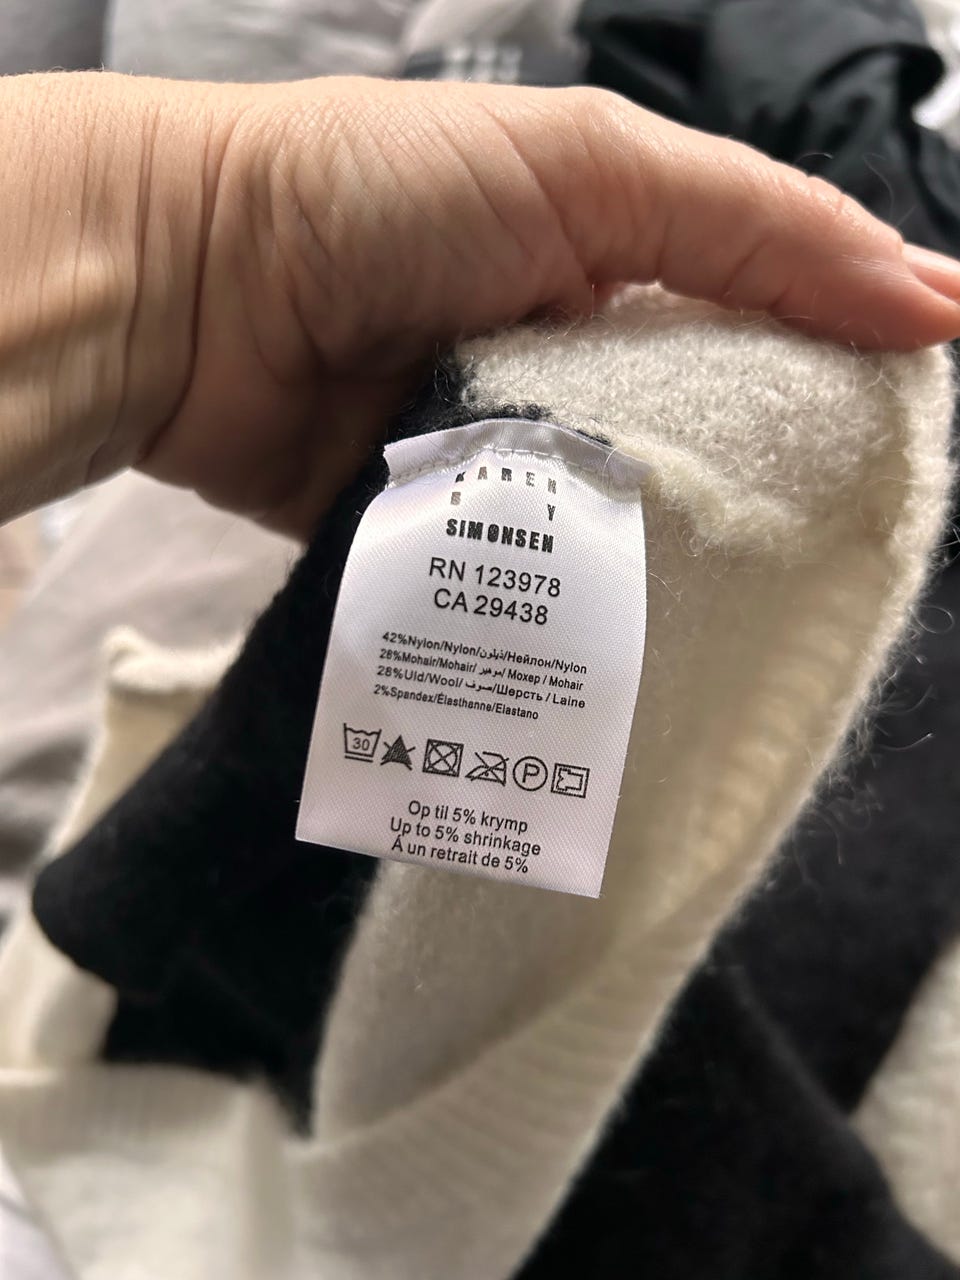 KAREN
BY
SIMONSEN
RN 123978
CA 29438
42%Nylon/Nylon/نايلون/Нейлон/Nylon
28%Mohair/Mohair/ موهير/ Мохер / Mohair
28%Uld/Wool/صوف/Шерсть / Laine
2%Spandex/Élasthanne/Elastano
30
P
Op til 5% krymp
Up to 5% shrinkage
Á un retrait de 5%